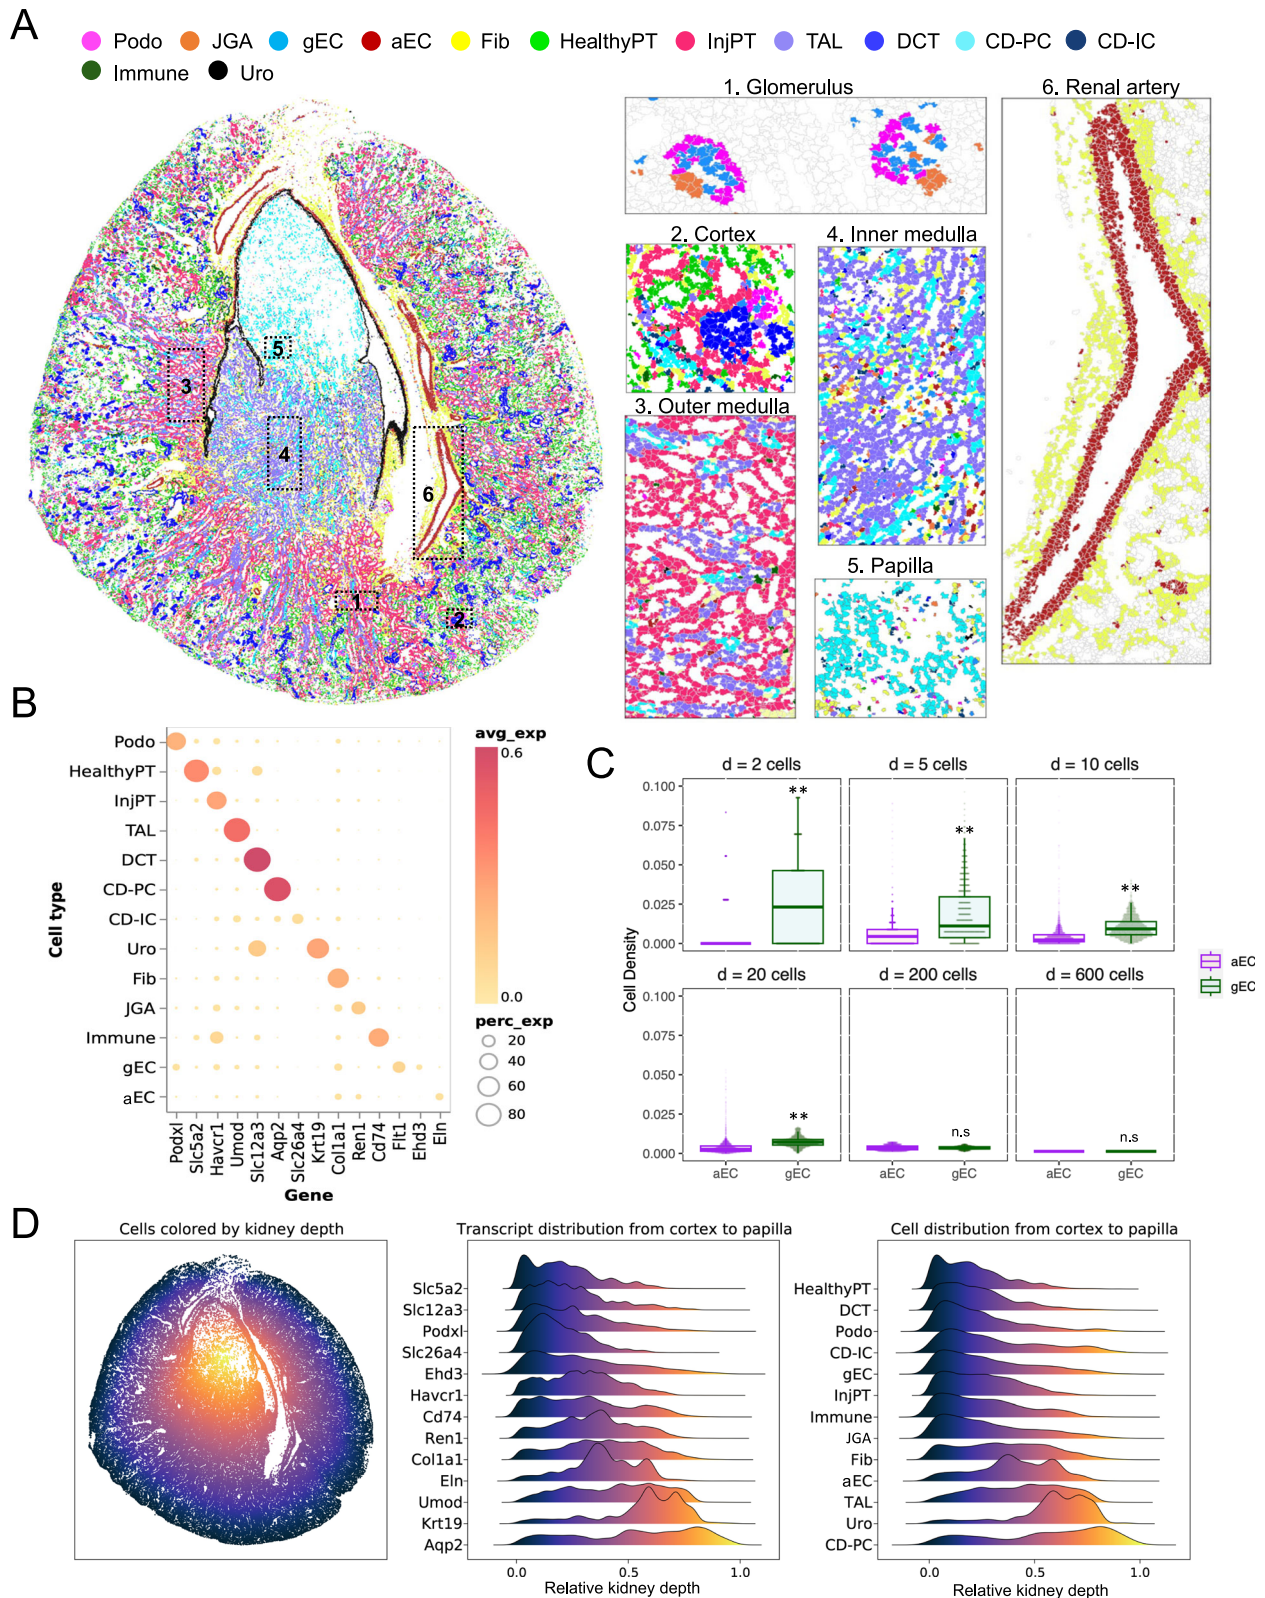 A
Podo JGA gEC aEC Fib HealthyPT InjPT TAL DCT CD-PC CD-IC
Immune Uro
1. Glomerulus
6. Renal artery
2. Cortex
4. Inner medulla
3. Outer medulla
5. Papilla
5
3
4
6
1
2
B
Cell type
Podo
HealthyPT
InjPT
TAL
DCT
CD-PC
CD-IC
Uro
Fib
JGA
Immune
gEC
aEC
Podxl
Slc5a2
Havcr1
Umod
Slc12a3
Aqp2
Slc26a4
Krt19
Col1a1
Ren1
Cd74
Flt1
Ehd3
Eln
Gene
avg_exp
0.6
0.0
perc_exp
20
40
60
80
C
d = 2 cells
d = 5 cells
d = 10 cells
Cell Density
0.100
0.075
0.050
0.025
0.000
**
**
**
d = 20 cells
d = 200 cells
d = 600 cells
0.100
0.075
0.050
0.025
0.000
**
n.s
n.s
aEC gEC
aEC gEC
aEC gEC
aEC
gEC
D
Cells colored by kidney depth
Transcript distribution from cortex to papilla
Slc5a2
Slc12a3
Podxl
Slc26a4
Ehd3
Havcr1
Cd74
Ren1
Col1a1
Eln
Umod
Krt19
Aqp2
0.0 0.5 1.0
Relative kidney depth
Cell distribution from cortex to papilla
HealthyPT
DCT
Podo
CD-IC
gEC
InjPT
Immune
JGA
Fib
aEC
TAL
Uro
CD-PC
0.0 0.5 1.0
Relative kidney depth